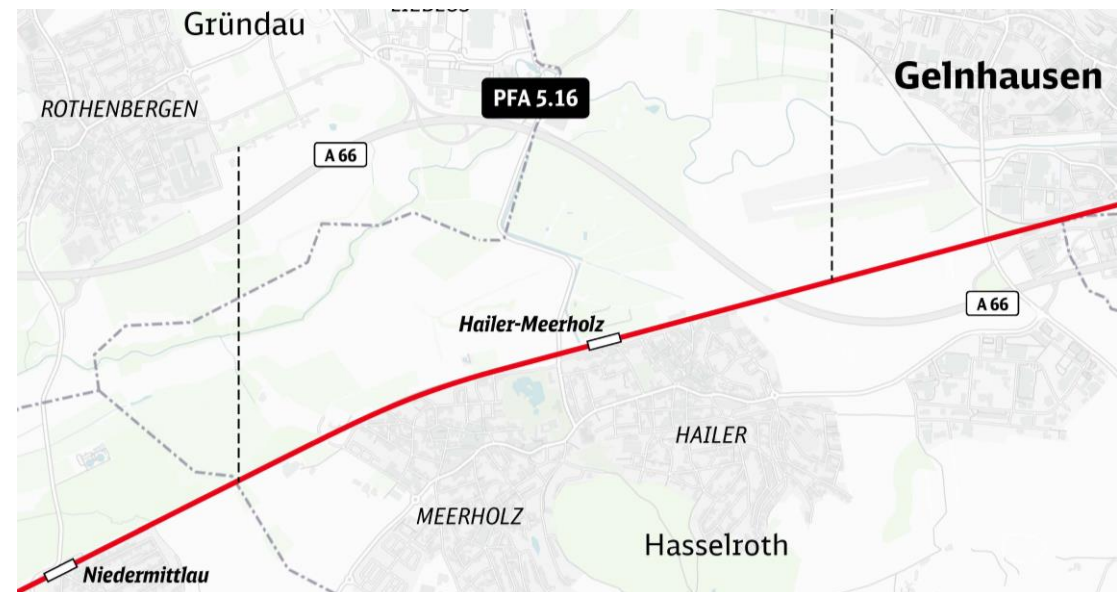 Gründau
PFA 5.16
Gelnhausen
ROTHENBERGEN
A 66
A 66
Hailer-Meerholz
HAILER
MEERHOLZ
Hasselroth
Niedermittlau